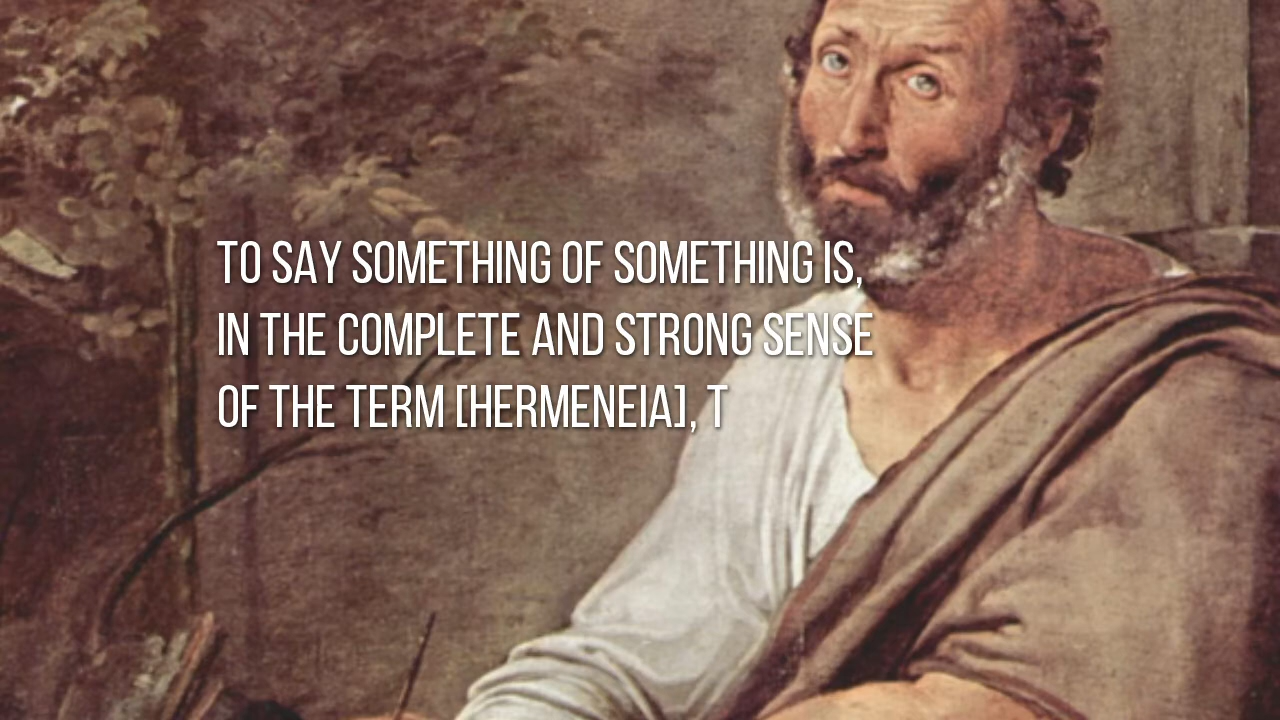 TO SAY SOMETHING OF SOMETHING IS,
IN THE COMPLETE AND STRONG SENSE
OF THE TERM [HERMENEIA], T